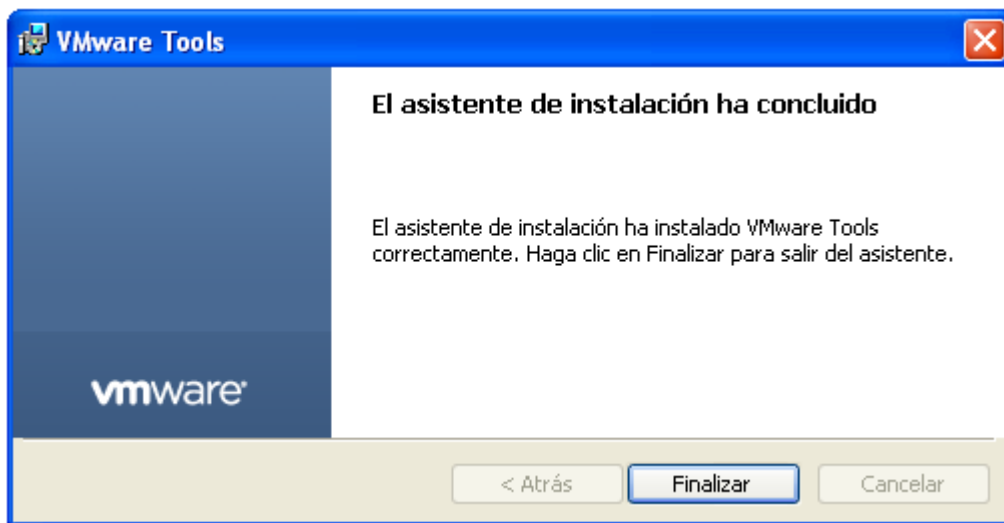 VMware Tools
El asistente de instalación ha concluido
El asistente de instalación ha instalado VMware Tools
correctamente. Haga clic en Finalizar para salir del asistente.
vmware®
< Atrás
Finalizar
Cancelar